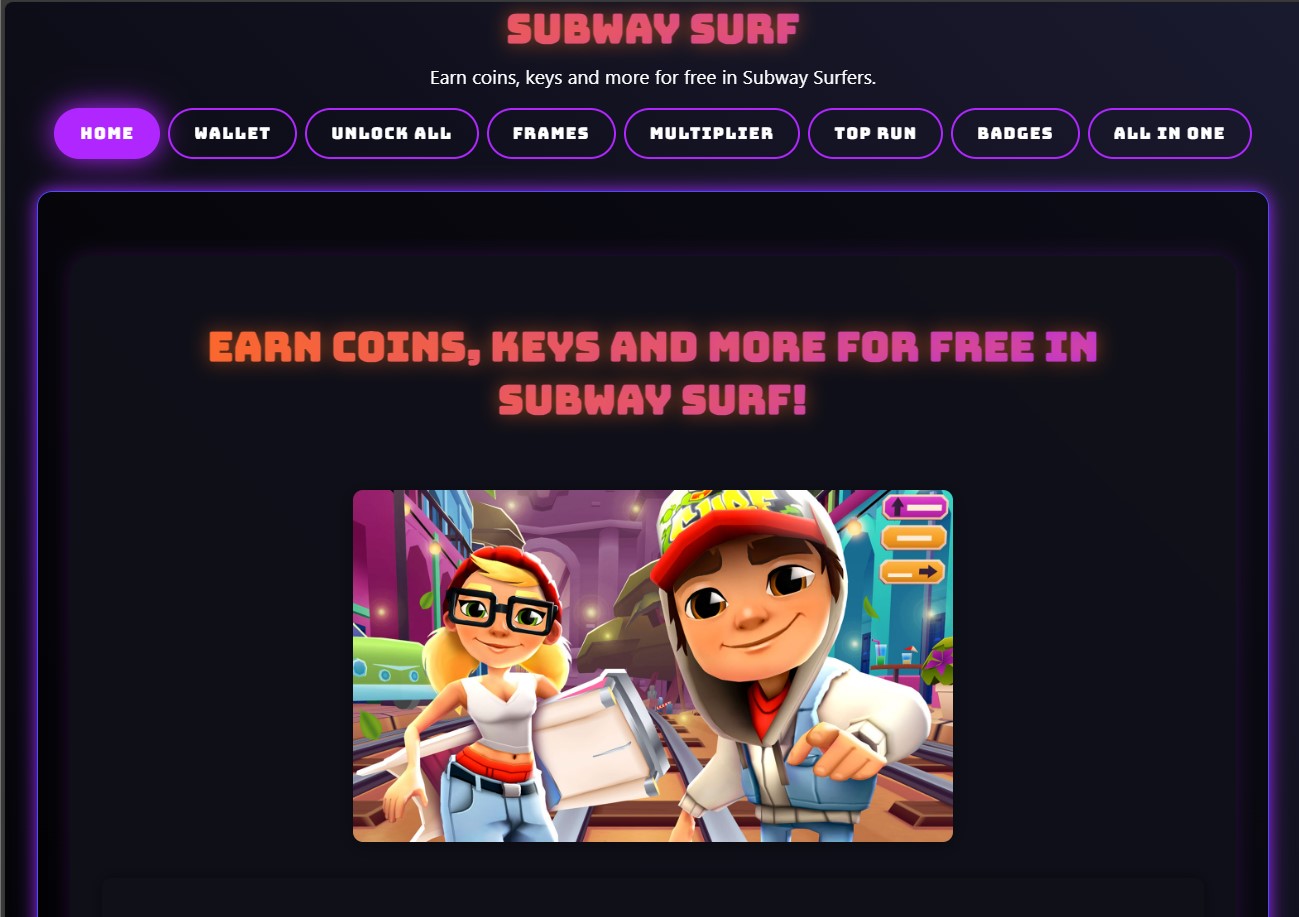 SUBWAY SURF
Earn coins, keys and more for free in Subway Surfers.
HOME WALLET UNLOCK ALL FRAMES MULTIPLIER TOP RUN BADGES ALL IN ONE
EARN COINS, KEYS AND MORE FOR FREE IN
SUBWAY SURF!